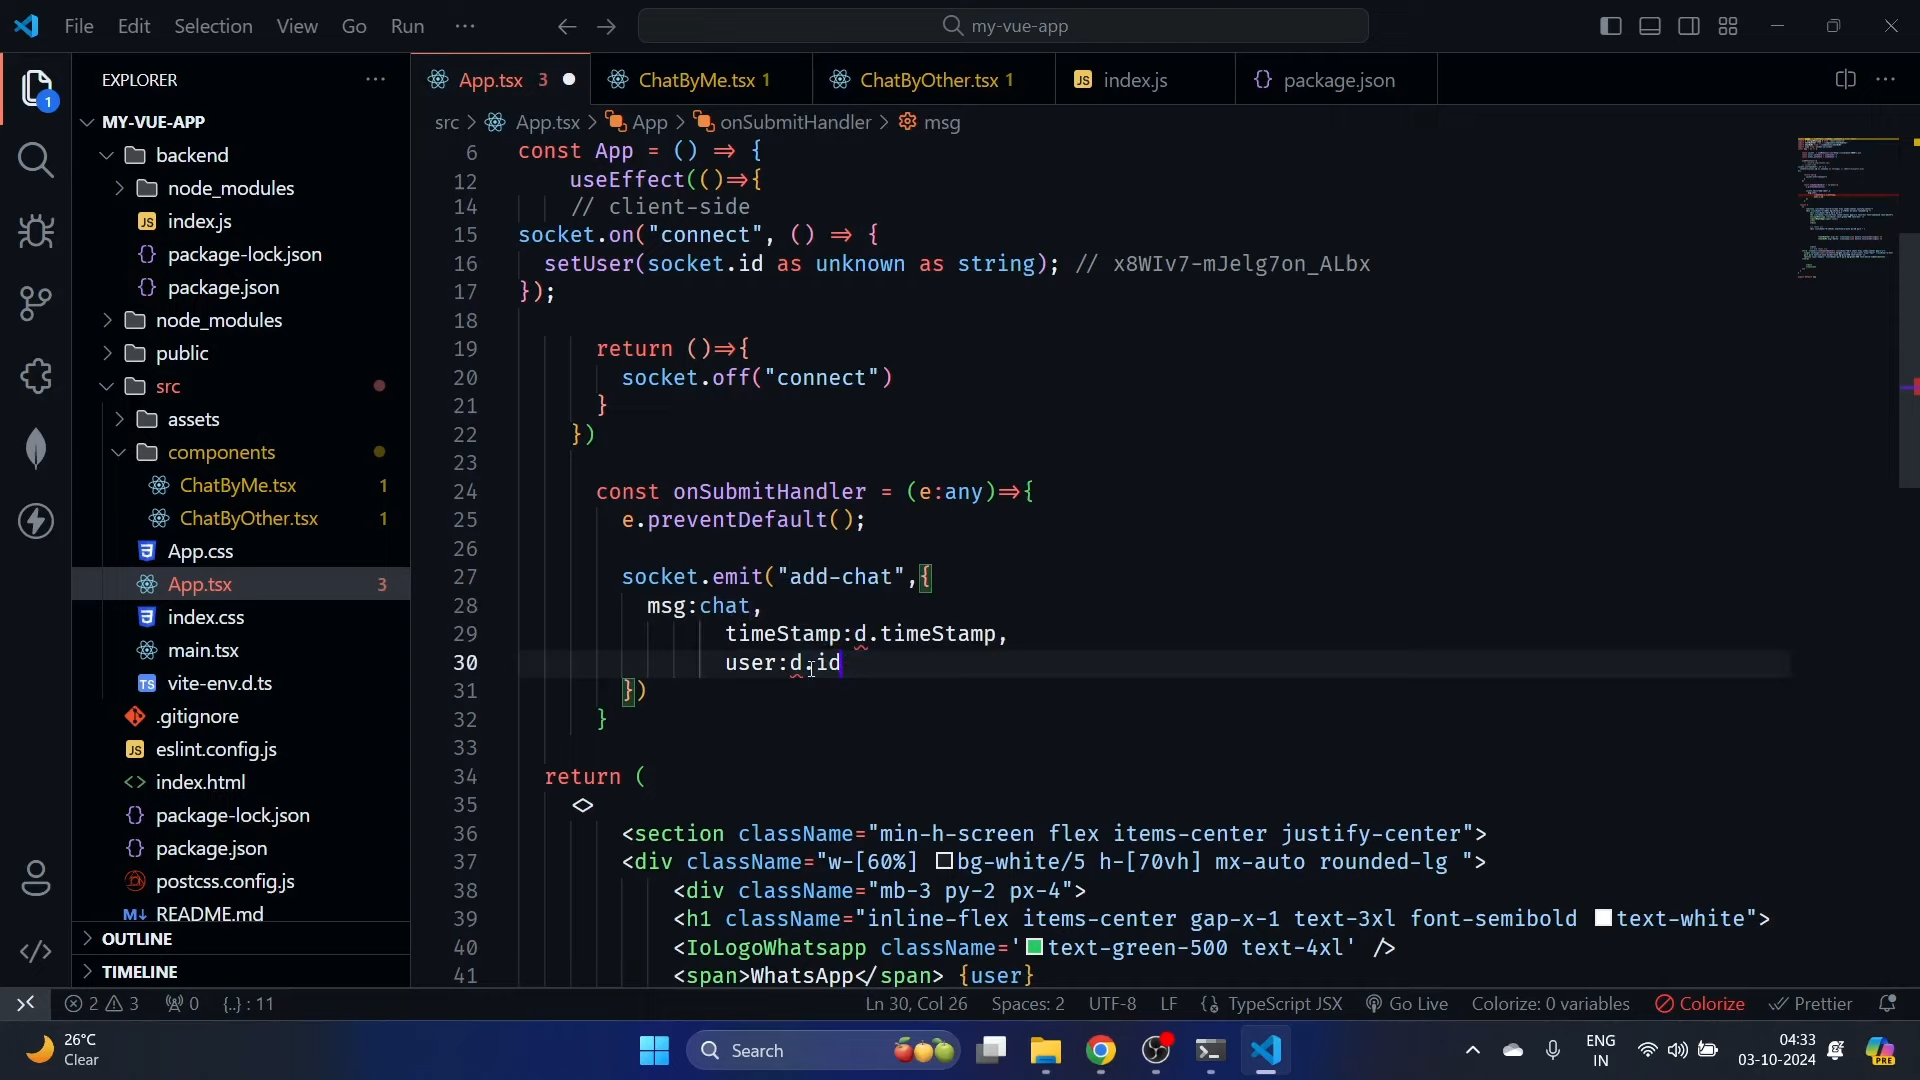 File Edit Selection View Go Run ··· my-vue-app
EXPLORER ···
MY-VUE-APP
backend
node_modules
JS index.js
{} package-lock.json
{} package.json
node_modules
public
src
assets
components
ChatByMe.tsx 1
ChatByOther.tsx 1
App.css
App.tsx 3
index.css
main.tsx
TS vite-env.d.ts
.gitignore
JS eslint.config.js
<> index.html
{} package-lock.json
{} package.json
postcss.config.js
M↓ README.md
OUTLINE
TIMELINE
1
App.tsx 3 ChatByMe.tsx 1 ChatByOther.tsx 1 JS index.js {} package.json
src > App.tsx > App > onSubmitHandler > msg
6 const App = () => {
12 useEffect(()=>{
14 // client-side
15 socket.on("connect", () => {
16 setUser(socket.id as unknown as string); // x8WIv7-mJelg7on_ALbx
17 });
18
19 return ()=>{
20 socket.off("connect")
21 }
22 })
23
24 const onSubmitHandler = (e:any)=>{
25 e.preventDefault();
26
27 socket.emit("add-chat",{
28 msg:chat,
29 timeStamp:d.timeStamp,
30 user:d.id
31 })
32 }
33
34 return (
35 <>
36 <section className="min-h-screen flex items-center justify-center">
37 <div className="w-[60%] bg-white/5 h-[70vh] mx-auto rounded-lg ">
38 <div className="mb-3 py-2 px-4">
39 <h1 className="inline-flex items-center gap-x-1 text-3xl font-semibold text-white">
40 <IoLogoWhatsapp className='text-green-500 text-4xl' />
41 <span>WhatsApp</span> {user}
2 3 0 {..} : 11 Ln 30, Col 26 Spaces: 2 UTF-8 LF TypeScript JSX Go Live Colorize: 0 variables Colorize Prettier
26°C
Clear
Search
ENG
IN
04:33
03-10-2024
PRE